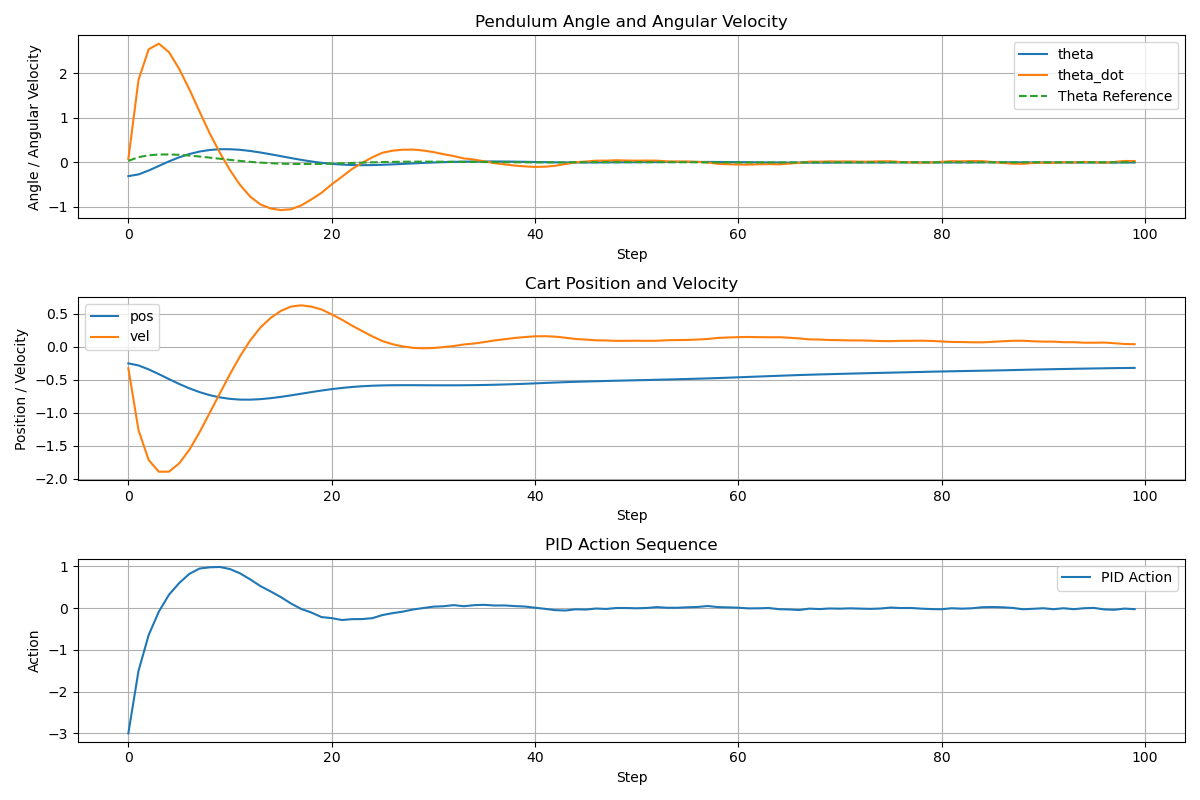 Pendulum Angle and Angular Velocity
Angle / Angular Velocity
2
1
0
−1
theta
theta_dot
Theta Reference
0 20 40 60 80 100
Step
Cart Position and Velocity
Position / Velocity
0.5
0.0
−0.5
−1.0
−1.5
−2.0
pos
vel
0 20 40 60 80 100
Step
PID Action Sequence
Action
1
0
−1
−2
−3
PID Action
0 20 40 60 80 100
Step